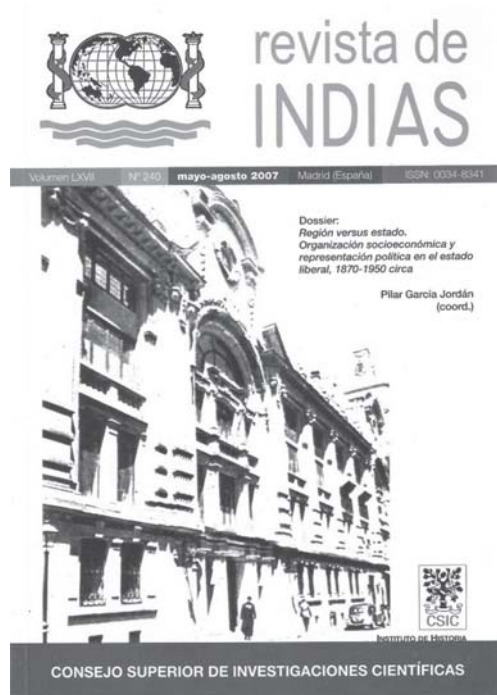 revista de
INDIAS
Volumen LXVII Nº 240 mayo-agosto 2007 Madrid (España) ISSN: 0034-8341
Dossier:
Región versus estado.
Organización socioeconómica y
representación política en el estado
liberal, 1870-1950 circa
Pilar García Jordán
(coord.)
CSIC
INSTITUTO DE HISTORIA
CONSEJO SUPERIOR DE INVESTIGACIONES CIENTÍFICAS